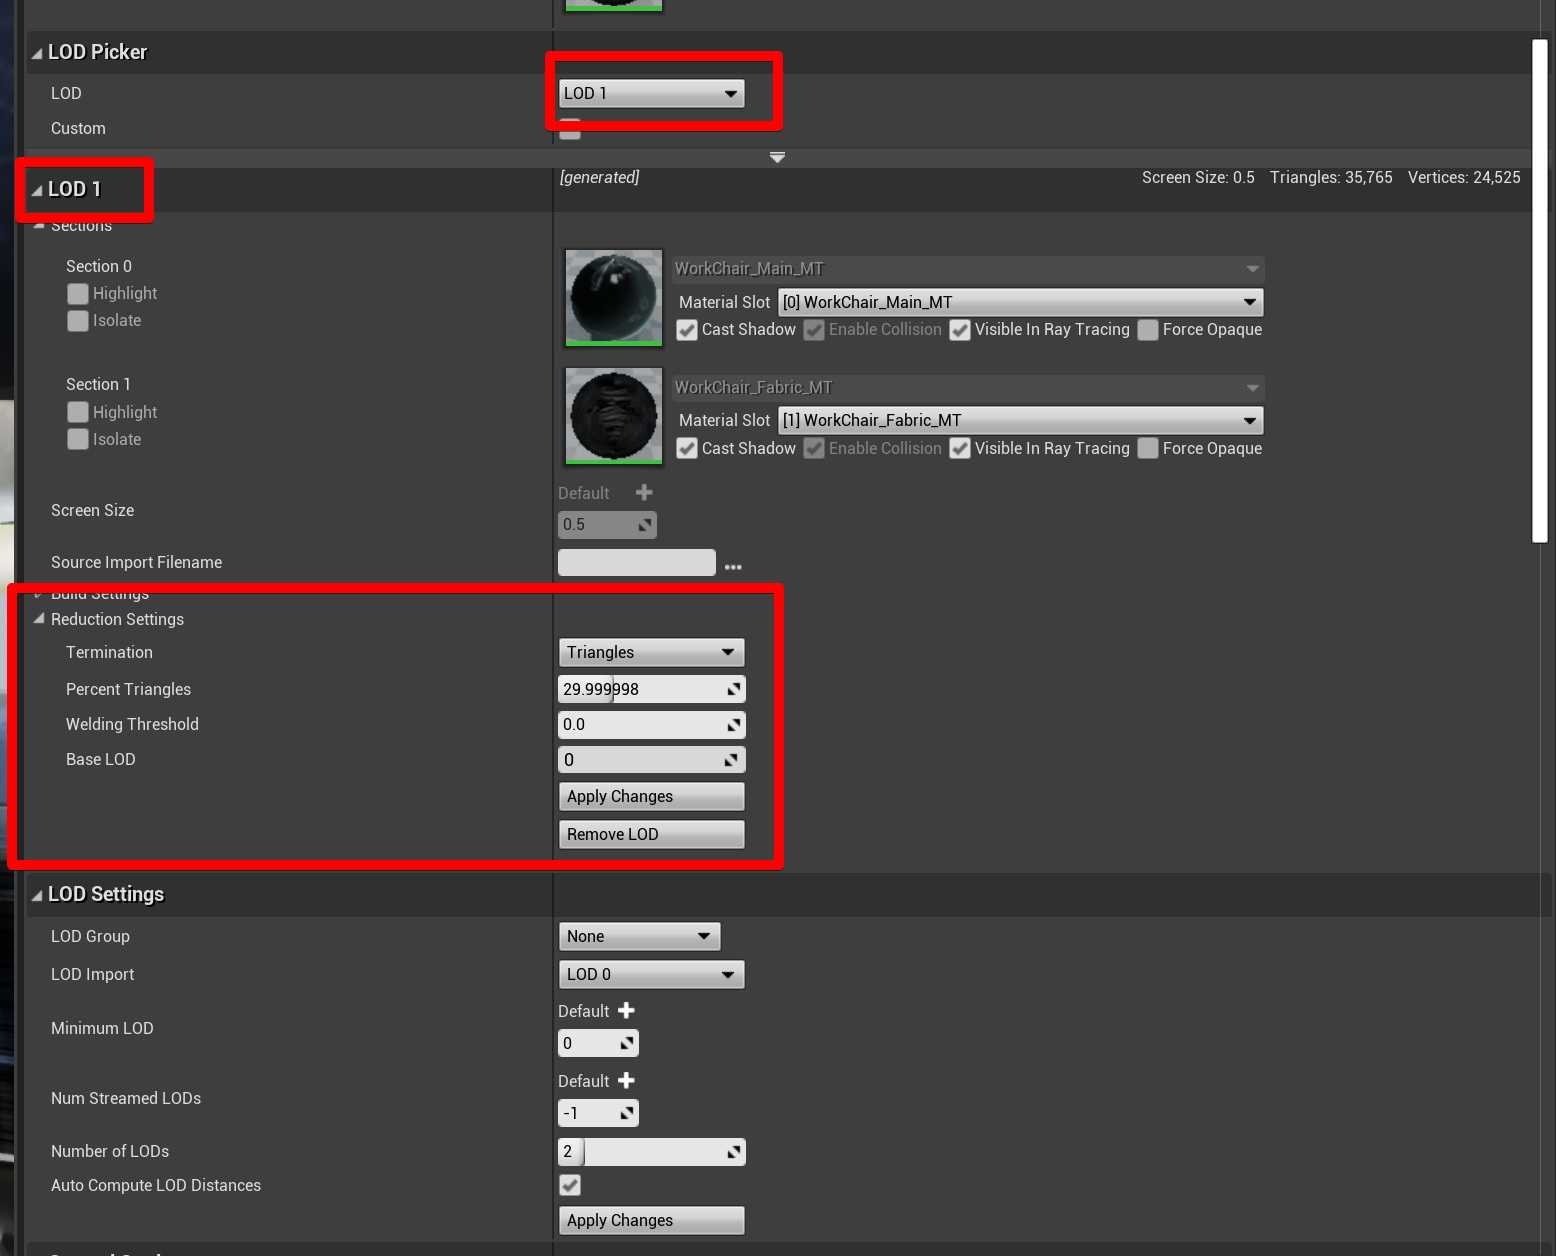 LOD Picker
LOD
LOD 1
Custom
LOD 1
[generated]
Screen Size: 0.5 Triangles: 35,765 Vertices: 24,525
Sections
Section 0
Highlight
Isolate
WorkChair_Main_MT
Material Slot [0] WorkChair_Main_MT
Cast Shadow Enable Collision Visible In Ray Tracing Force Opaque
Section 1
Highlight
Isolate
WorkChair_Fabric_MT
Material Slot [1] WorkChair_Fabric_MT
Cast Shadow Enable Collision Visible In Ray Tracing Force Opaque
Screen Size
Default
0.5
Source Import Filename
...
Build Settings
Reduction Settings
Termination
Triangles
Percent Triangles
29.999998
Welding Threshold
0.0
Base LOD
0
Apply Changes
Remove LOD
LOD Settings
LOD Group
None
LOD Import
LOD 0
Minimum LOD
Default
0
Num Streamed LODs
Default
-1
Number of LODs
2
Auto Compute LOD Distances
Apply Changes